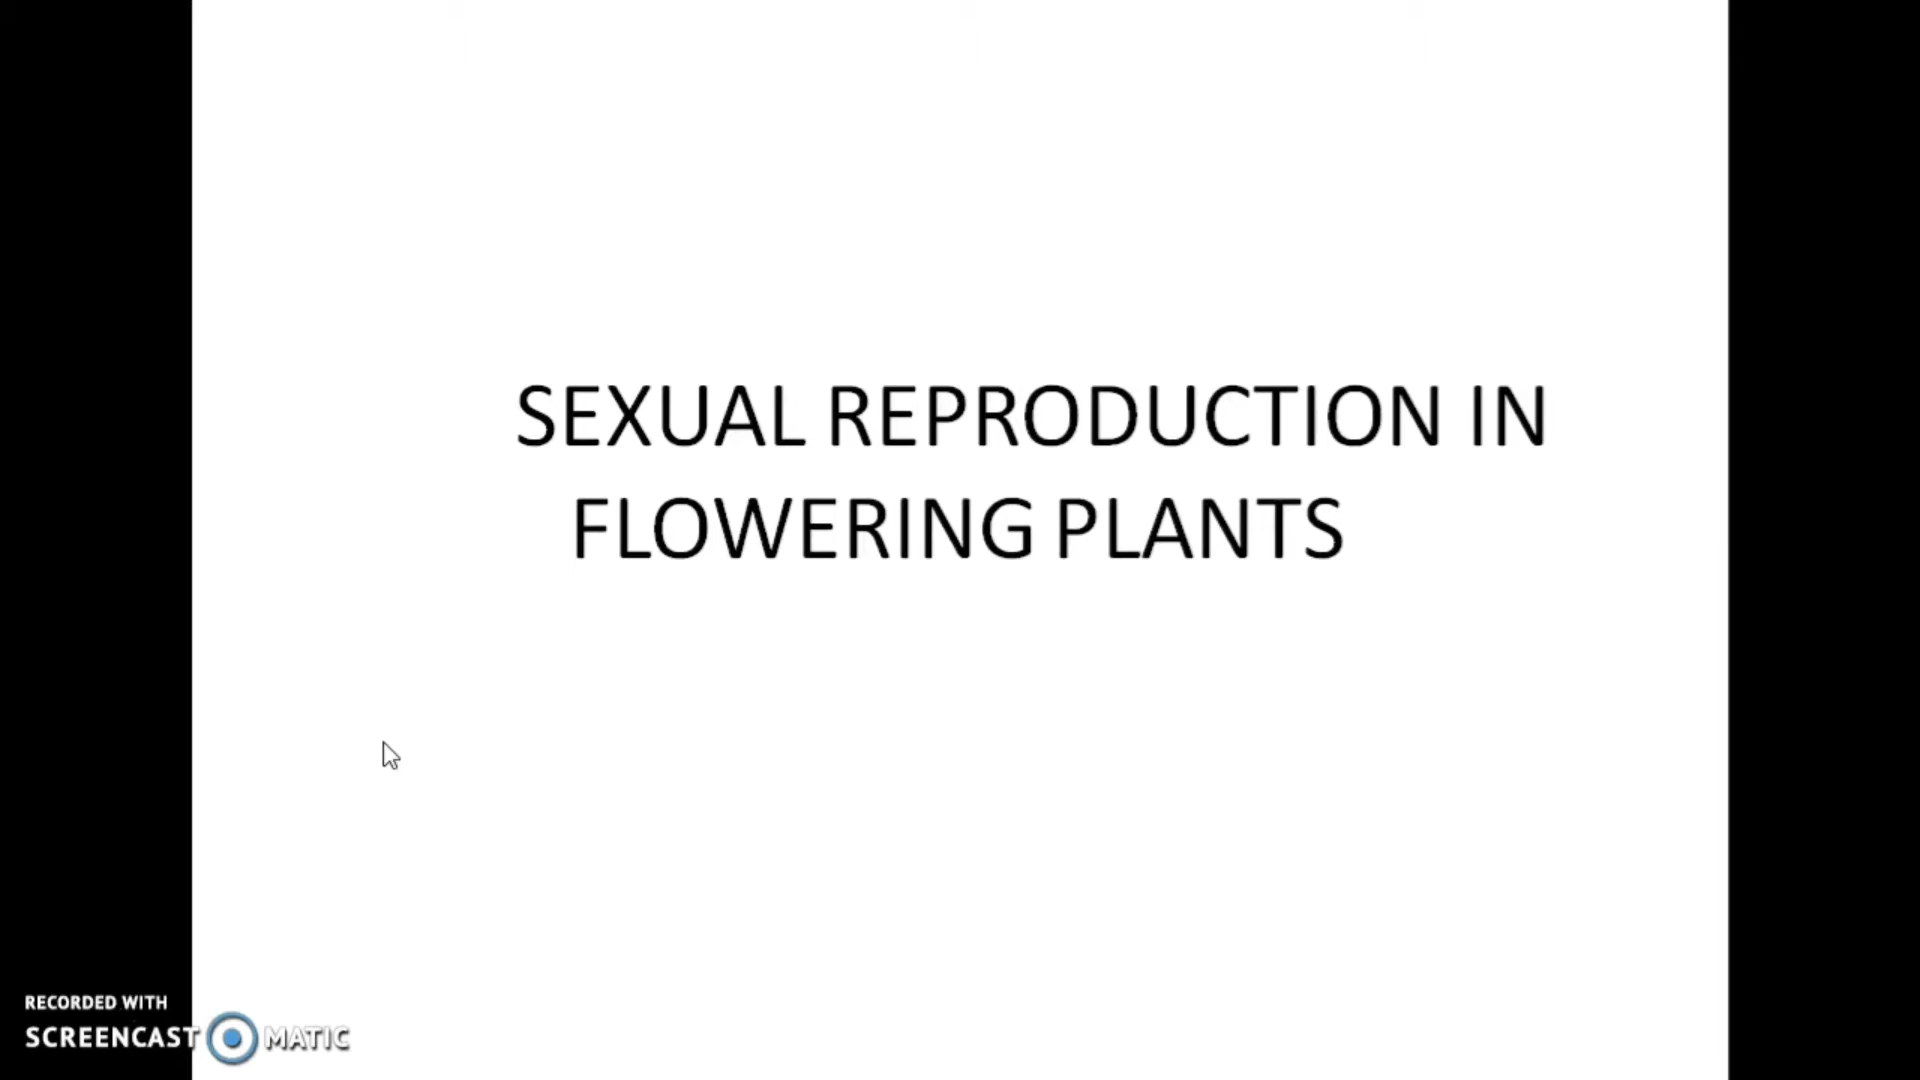 SEXUAL REPRODUCTION IN
FLOWERING PLANTS
RECORDED WITH
SCREENCAST MATIC